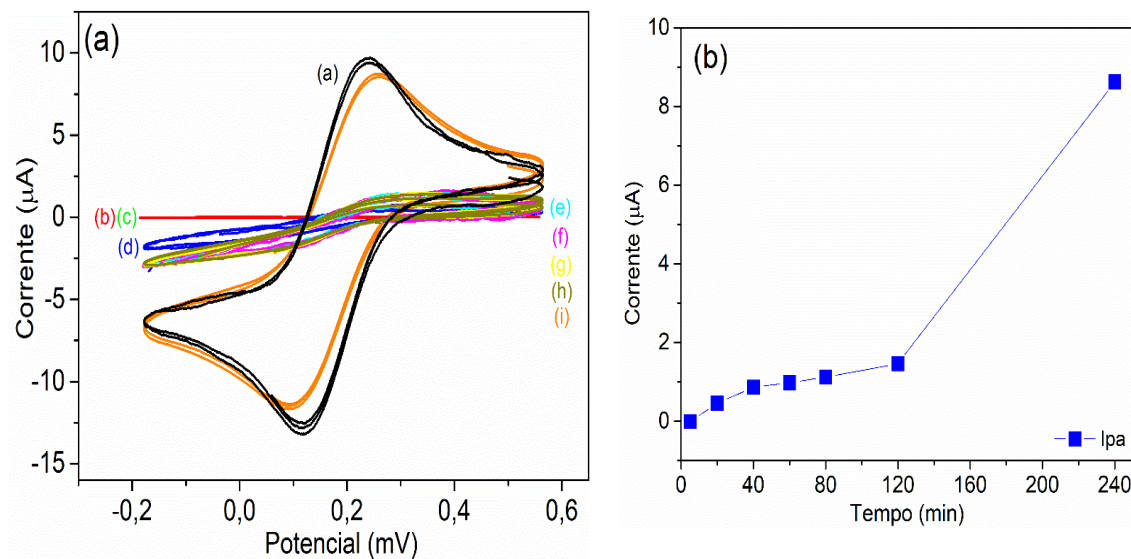 (a)
10
5
0
-5
-10
-15
Corrente (µA)
(a)
(b)(c)
(d)
(e)
(f)
(g)
(h)
(i)
-0,2
0,0
0,2
0,4
0,6
Potencial (mV)
(b)
10
8
6
4
2
0
Corrente (µA)
Ipa
0
40
80
120
160
200
240
Tempo (min)